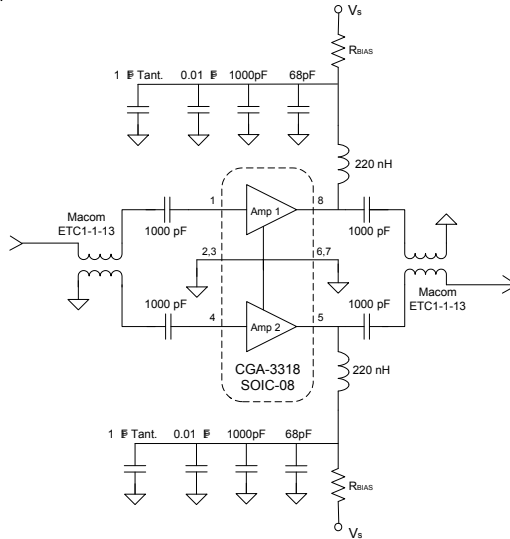 Vs
RBIAS
1 Tant. 0.01 1000pF 68pF
220 nH
1 8
Amp 1
Macom
ETC1-1-13
1000 pF 1000 pF
2,3 6,7
1000 pF 1000 pF
Macom
ETC1-1-13
4 5
Amp 2
CGA-3318
SOIC-08
220 nH
1 Tant. 0.01 1000pF 68pF
RBIAS
Vs